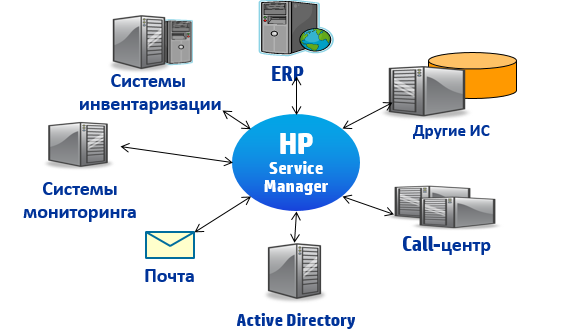 ERP
Системы
инвентаризации
Другие ИС
HP
Service
Manager
Системы
мониторинга
Call-центр
Почта
Active Directory